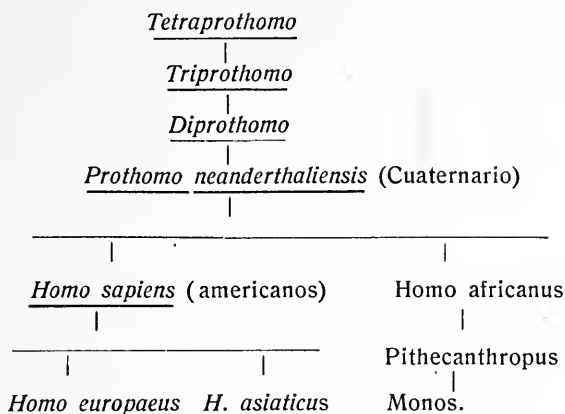 Tetraprothomo
Triprothomo
Diprothomo
Prothomo neanderthaliensis (Cuaternario)
Homo sapiens (americanos) Homo africanus
Pithecanthropus
Homo europaeus H. asiaticus Monos.